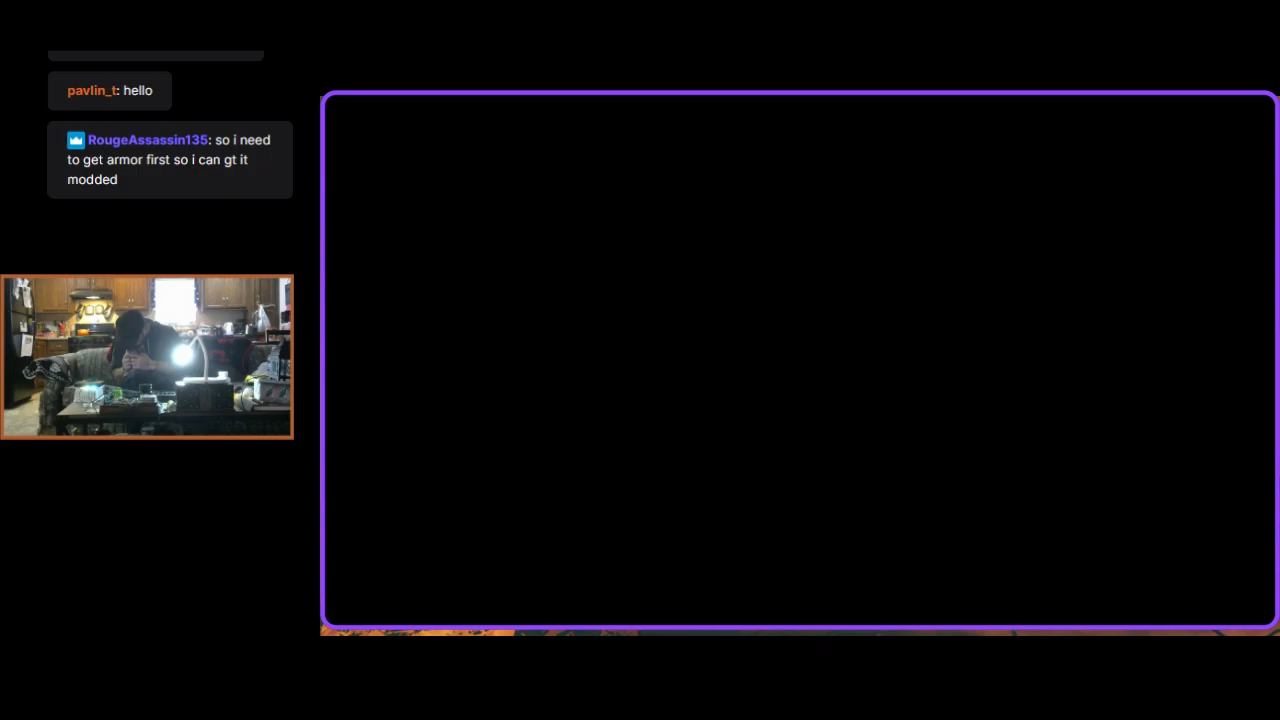 pavlin_t: hello
RougeAssassin135: so i need
to get armor first so i can gt it
modded